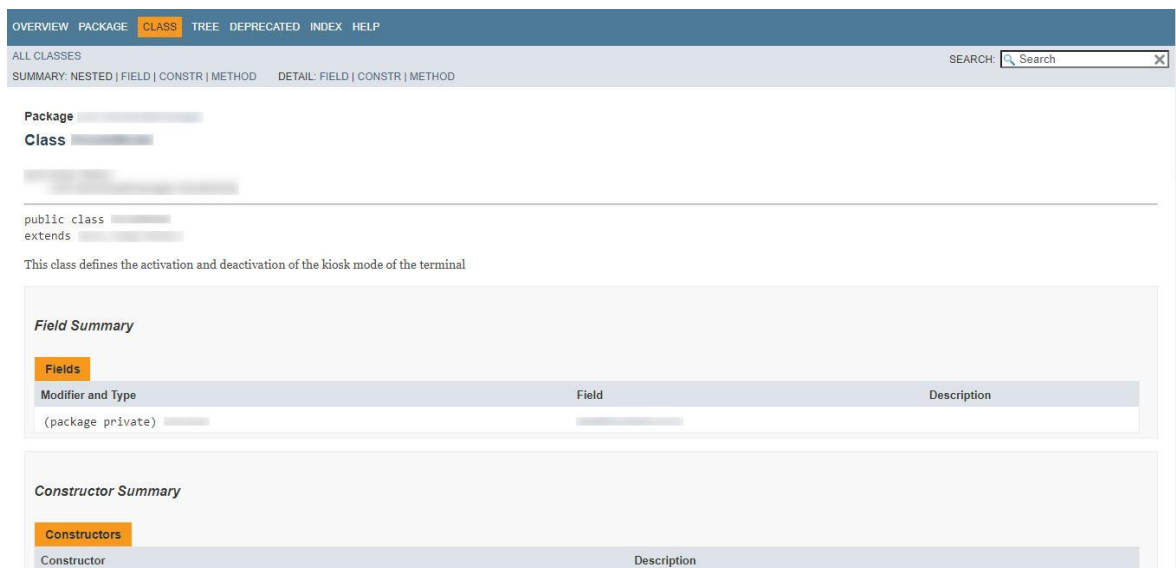 OVERVIEW PACKAGE CLASS TREE DEPRECATED INDEX HELP
ALL CLASSES
SEARCH: Search
SUMMARY: NESTED | FIELD | CONSTR | METHOD DETAIL: FIELD | CONSTR | METHOD
Package
Class
public class
extends
This class defines the activation and deactivation of the kiosk mode of the terminal
Field Summary
Fields
Modifier and Type Field Description
(package private)
Constructor Summary
Constructors
Constructor Description